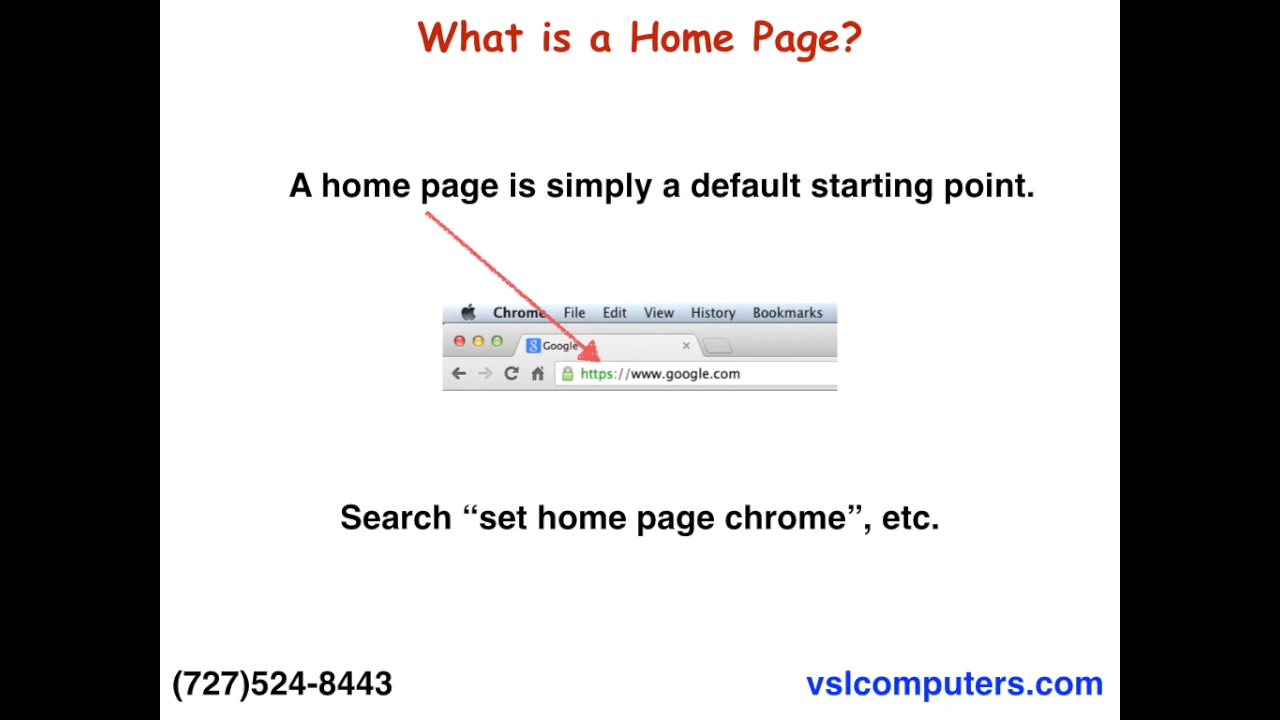 What is a Home Page?
A home page is simply a default starting point.
Chrome File Edit View History Bookmarks
Google
https://www.google.com
Search “set home page chrome”, etc.
(727)524-8443
vslcomputers.com